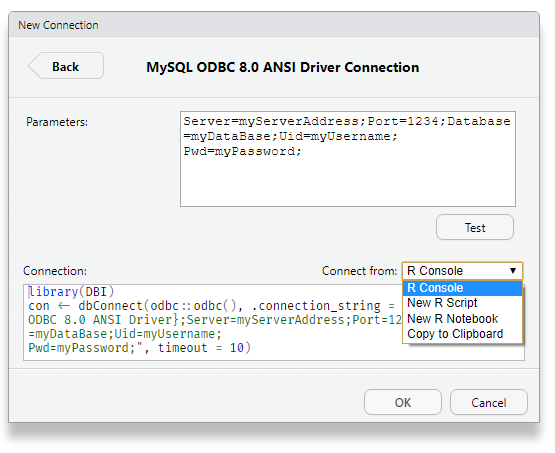 New Connection
Back
MySQL ODBC 8.0 ANSI Driver Connection
Parameters:
Server=myServerAddress;Port=1234;Database
=myDataBase;Uid=myUsername;
Pwd=myPassword;
Test
Connection:
Connect from:
R Console
R Console
New R Script
New R Notebook
Copy to Clipboard
library(DBI)
con <- dbConnect(odbc::odbc(), .connection_string =
ODBC 8.0 ANSI Driver};Server=myServerAddress;Port=12
=myDataBase;Uid=myUsername;
Pwd=myPassword;", timeout = 10)
OK
Cancel